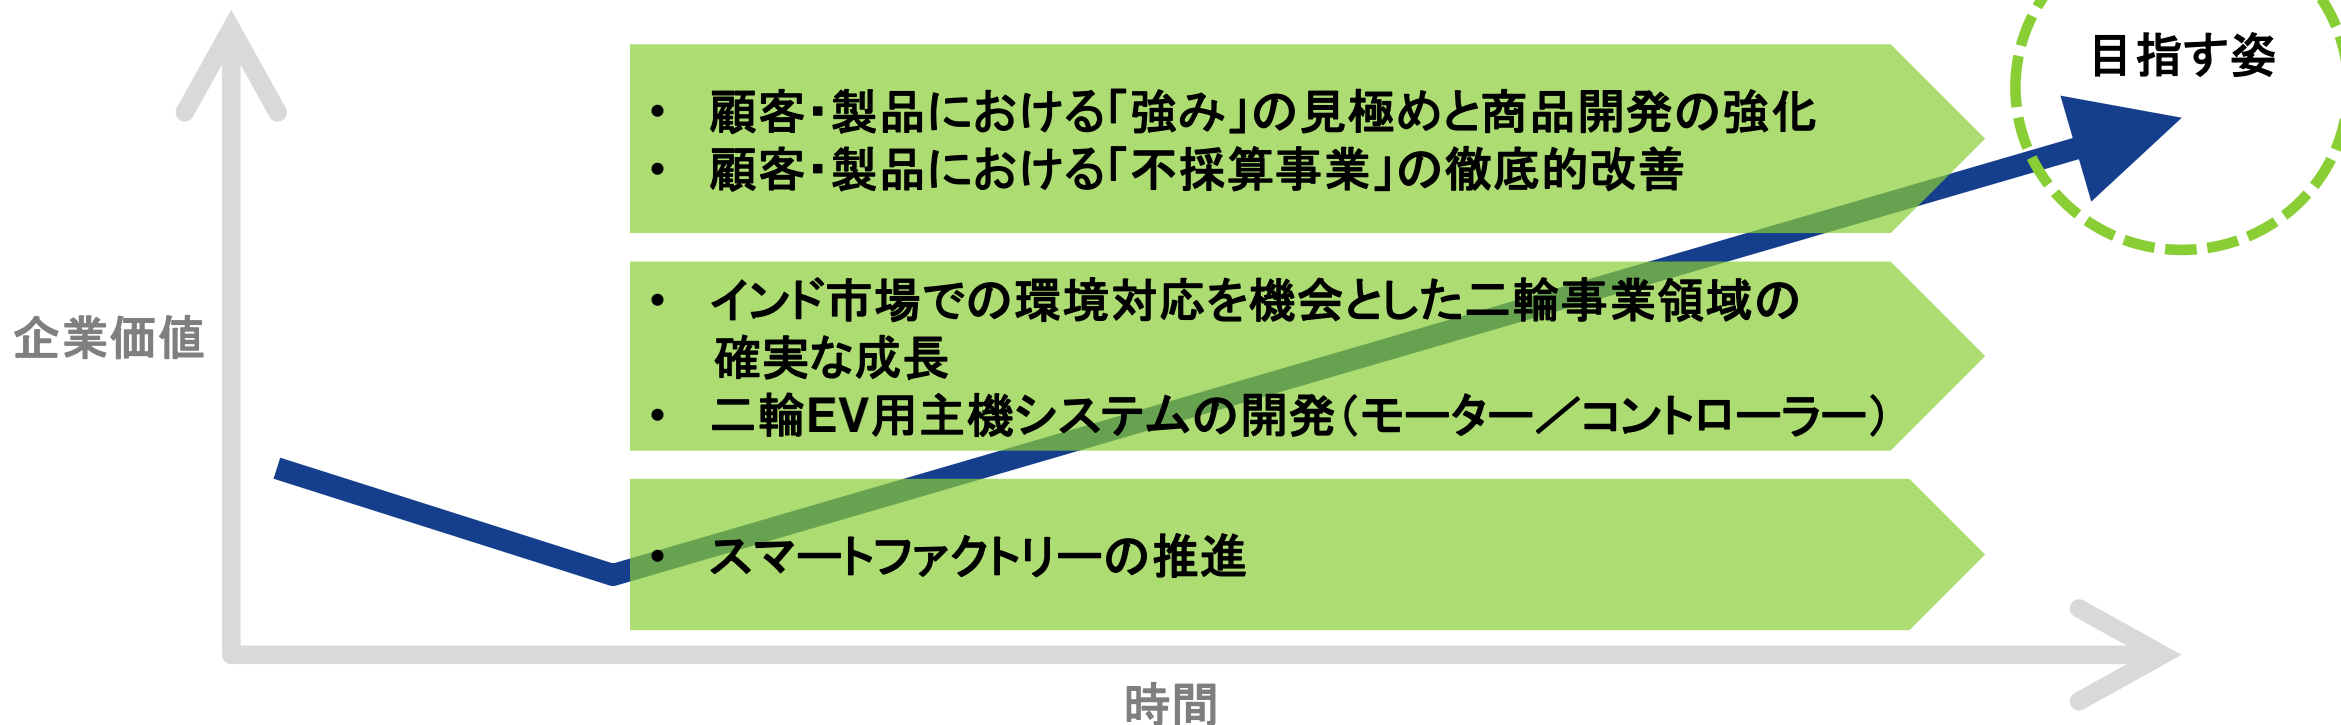 目指す姿
• 顧客・製品における「強み」の見極めと商品開発の強化
• 顧客・製品における「不採算事業」の徹底的改善
• インド市場での環境対応を機会とした二輪事業領域の
確実な成長
• 二輪EV用主機システムの開発（モーター／コントローラー）
企業価値
• スマートファクトリーの推進
時間